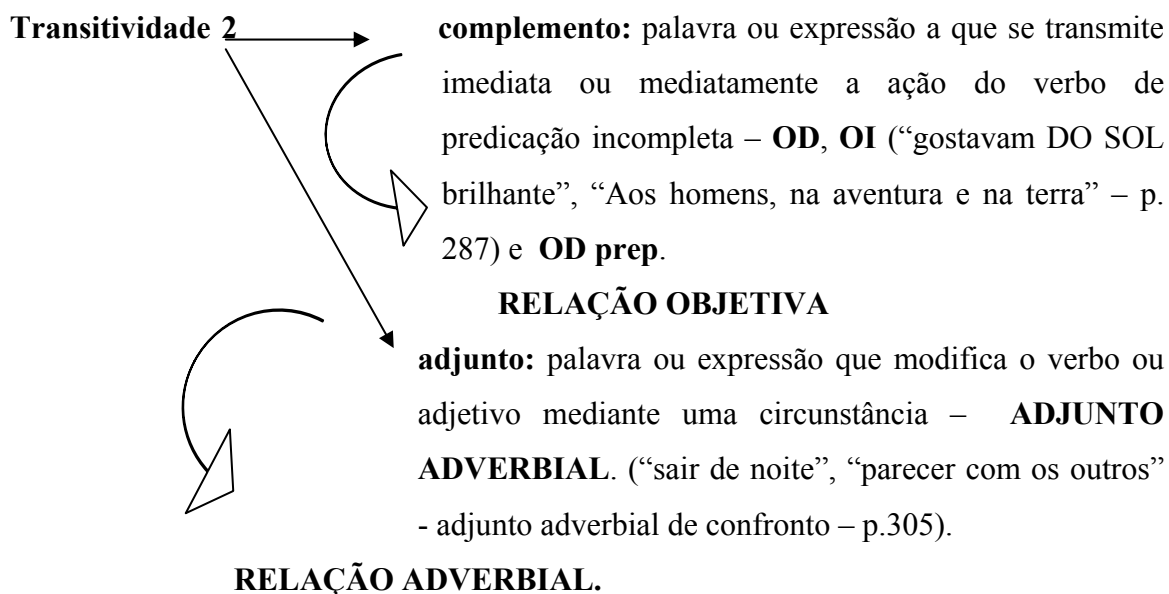 Transitividade 2 complemento: palavra ou expressão a que se transmite
imediata ou mediatamente a ação do verbo de
predicação incompleta – OD, OI (“gostavam DO SOL
brilhante”, “Aos homens, na aventura e na terra” – p.
287) e OD prep.
RELAÇÃO OBJETIVA
adjunto: palavra ou expressão que modifica o verbo ou
adjetivo mediante uma circunstância – ADJUNTO
ADVERBIAL. (“sair de noite”, “parecer com os outros”
- adjunto adverbial de confronto – p.305).
RELAÇÃO ADVERBIAL.